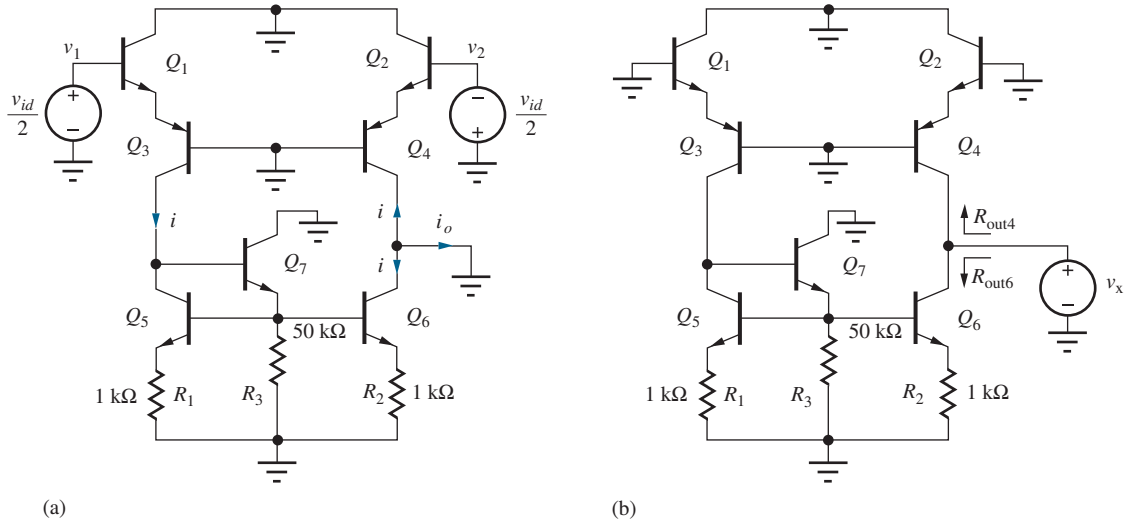 v1
Q1
Q2
v2
+
−
vid
2
−
+
vid
2
Q3
Q4
i
i
io
i
Q7
Q5
Q6
50 kΩ
1 kΩ
R1
R3
R2
1 kΩ
(a)
Q1
Q2
Q3
Q4
Rout4
Q7
Rout6
+
−
vx
Q5
Q6
50 kΩ
1 kΩ
R1
R3
R2
1 kΩ
(b)